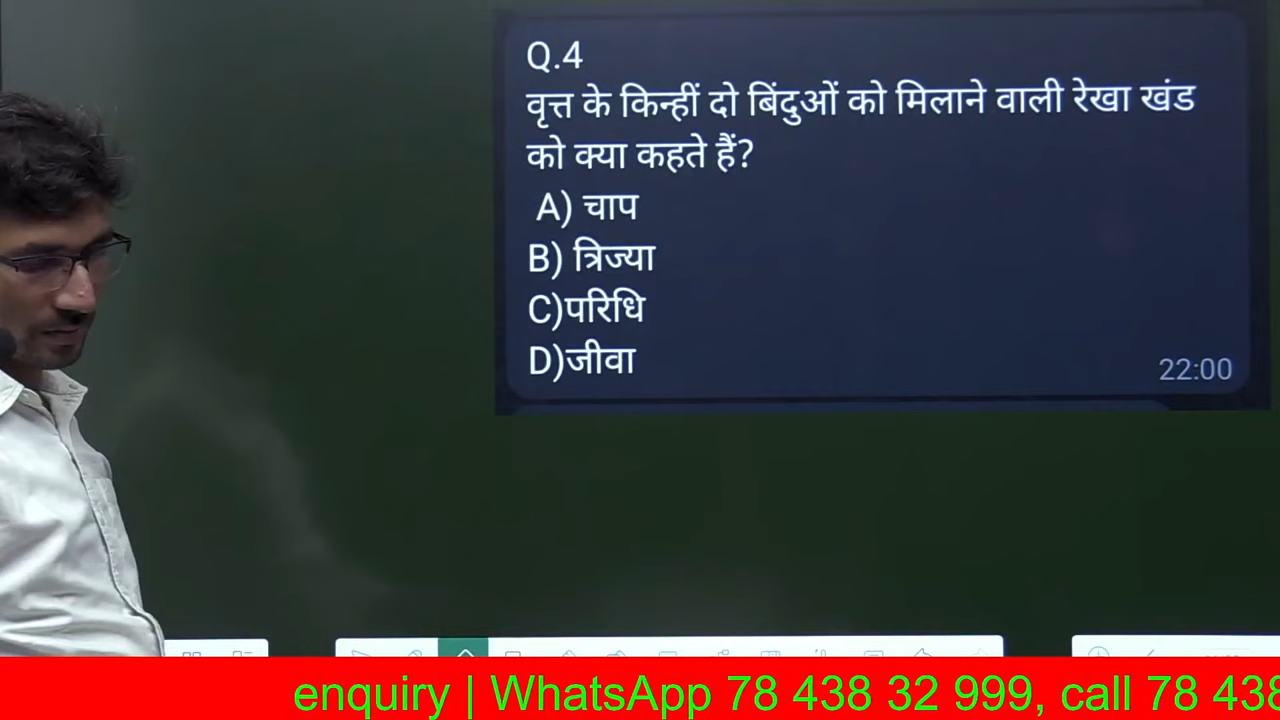 Q.4
वृत्त के किन्हीं दो बिंदुओं को मिलाने वाली रेखा खंड
को क्या कहते हैं?
A) चाप
B) त्रिज्या
C)परिधि
D)जीवा
22:00
enquiry | WhatsApp 78 438 32 999, call 78 438